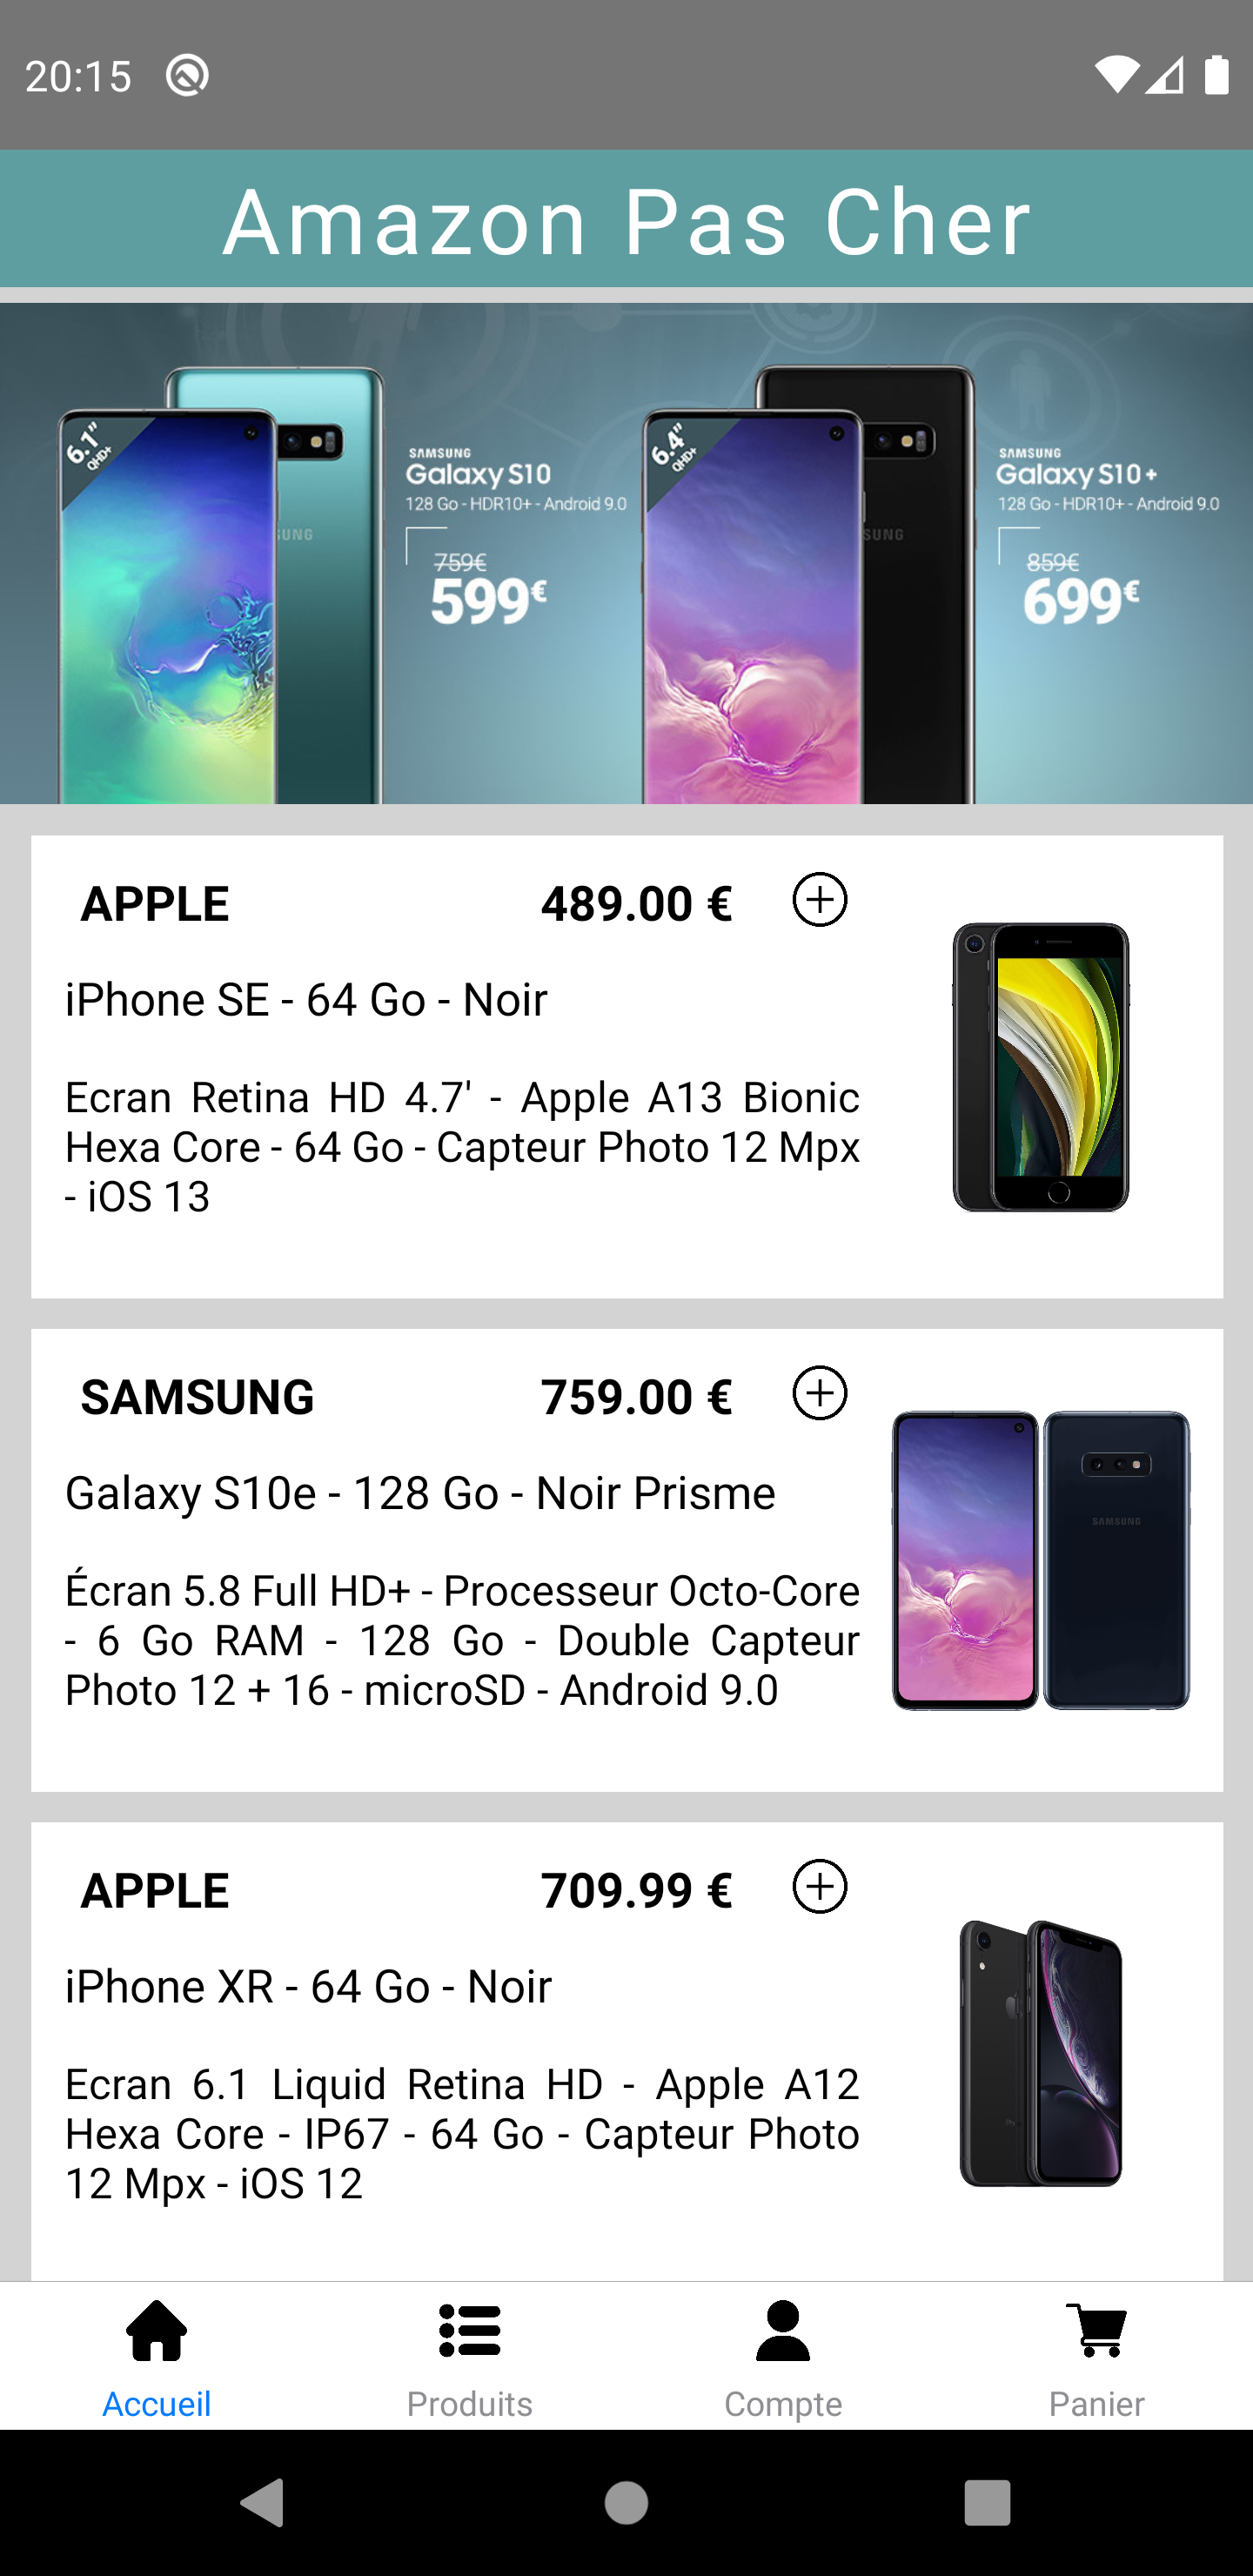 20:15
Amazon Pas Cher
6.1"
QHD+
SAMSUNG
Galaxy S10
128 Go - HDR10+ - Android 9.0
759€
599€
6.4"
QHD+
SAMSUNG
Galaxy S10+
128 Go - HDR10+ - Android 9.0
859€
699€
APPLE 489.00 €
iPhone SE - 64 Go - Noir
Ecran Retina HD 4.7' - Apple A13 Bionic
Hexa Core - 64 Go - Capteur Photo 12 Mpx
- iOS 13
SAMSUNG 759.00 €
Galaxy S10e - 128 Go - Noir Prisme
Écran 5.8 Full HD+ - Processeur Octo-Core
- 6 Go RAM - 128 Go - Double Capteur
Photo 12 + 16 - microSD - Android 9.0
SAMSUNG
APPLE 709.99 €
iPhone XR - 64 Go - Noir
Ecran 6.1 Liquid Retina HD - Apple A12
Hexa Core - IP67 - 64 Go - Capteur Photo
12 Mpx - iOS 12
Accueil Produits Compte Panier